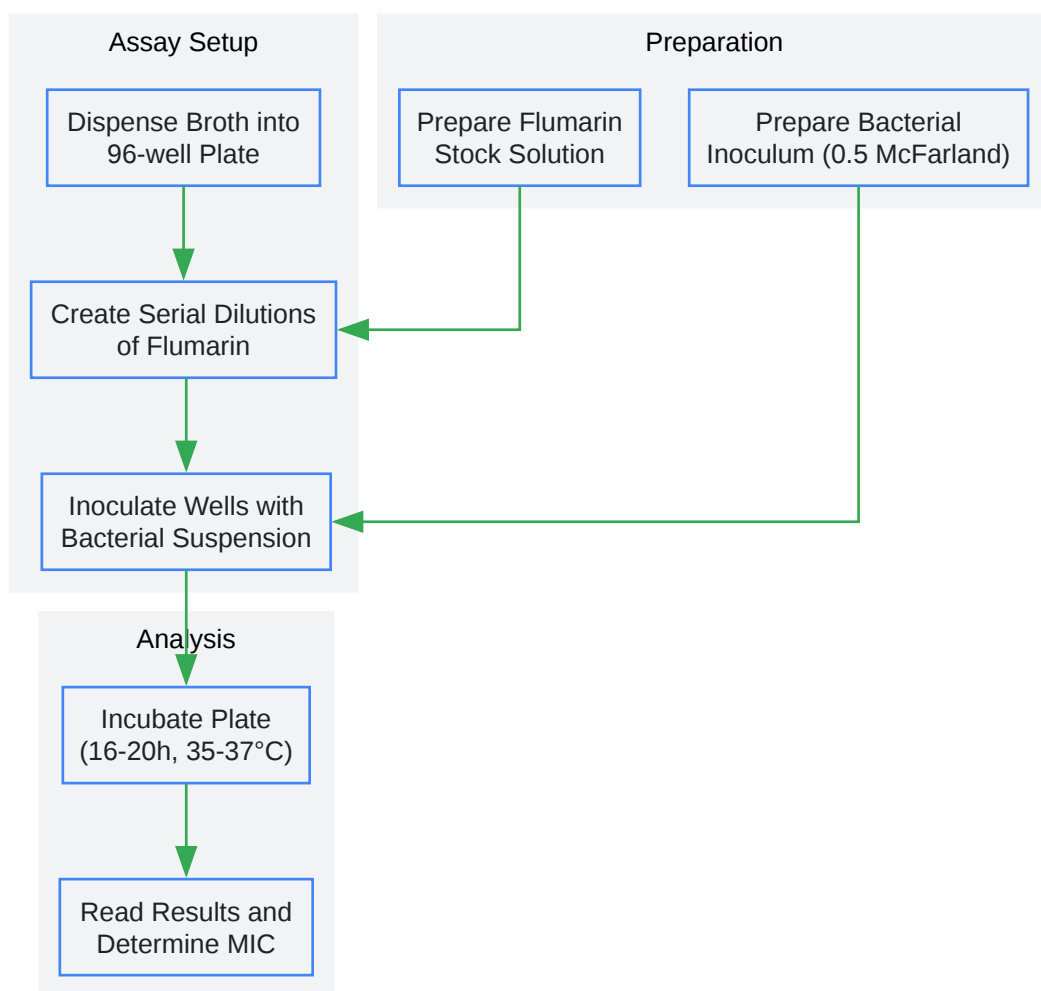 Assay Setup
Preparation
Dispense Broth into
96-well Plate
Prepare Flumarin
Stock Solution
Prepare Bacterial
Inoculum (0.5 McFarland)
Create Serial Dilutions
of Flumarin
Inoculate Wells with
Bacterial Suspension
Analysis
Incubate Plate
(16-20h, 35-37°C)
Read Results and
Determine MIC